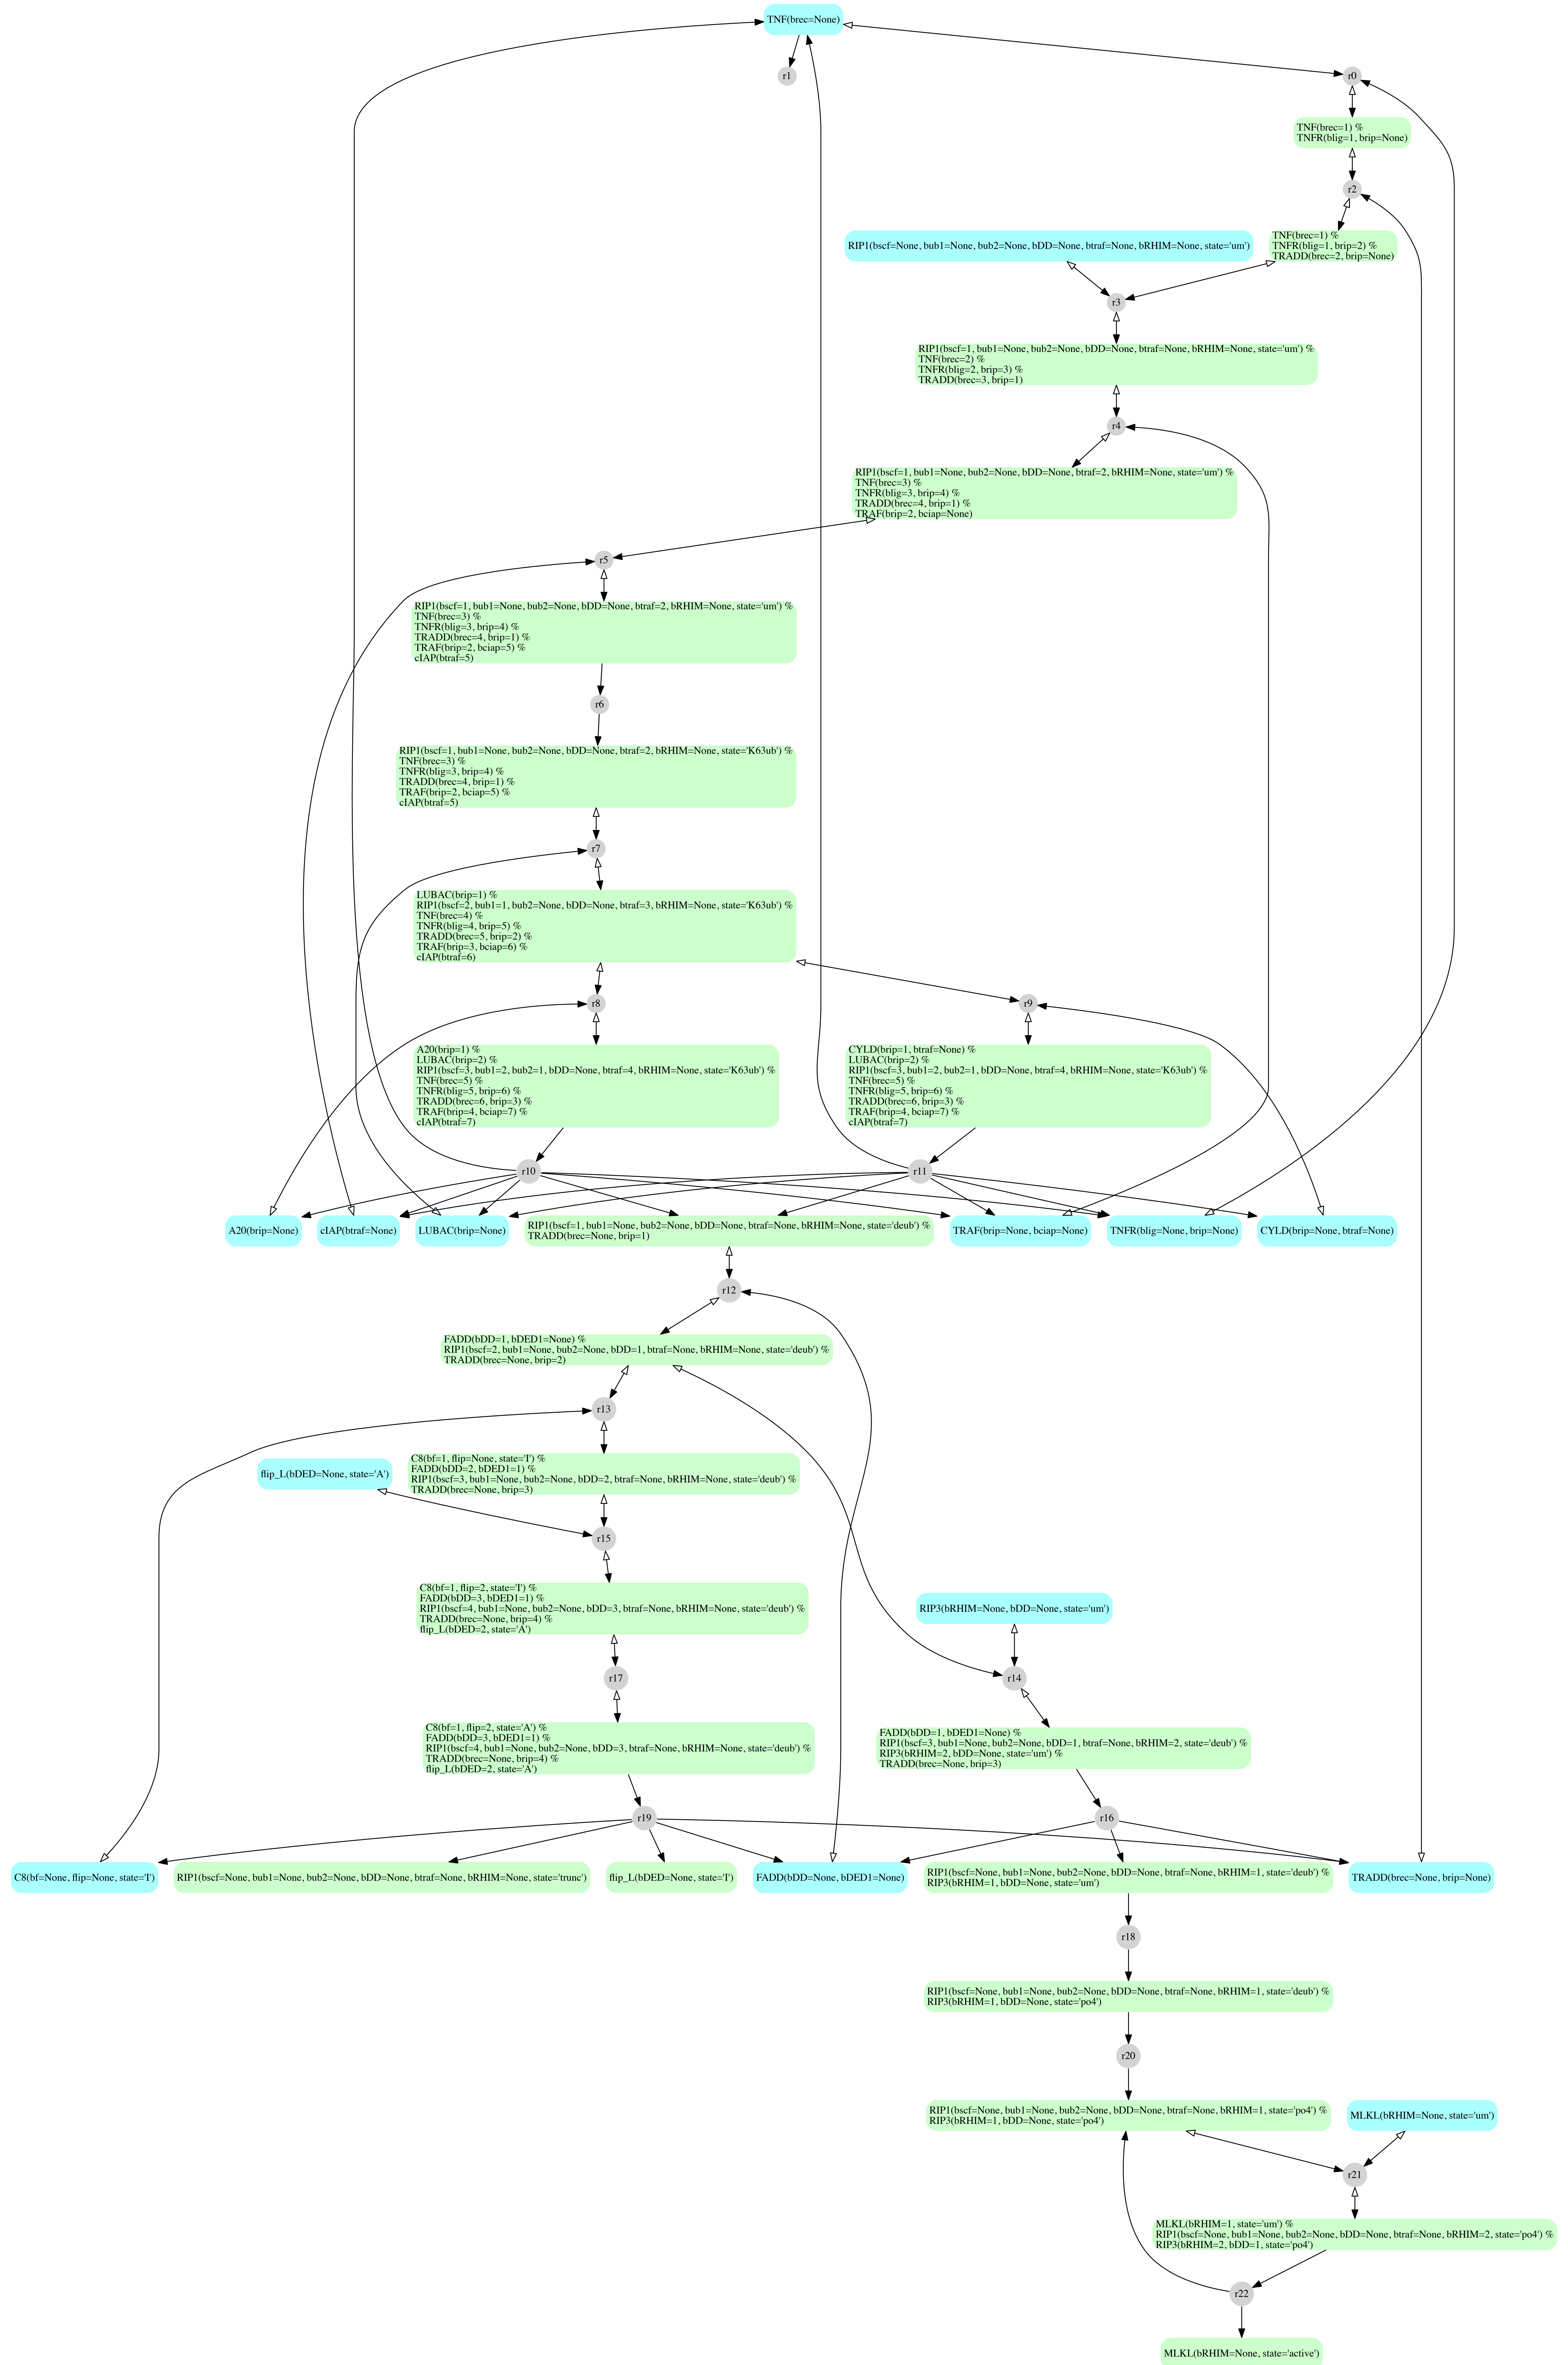 TNF(brec=None)
r1
r0
TNF(brec=1) %
TNFR(blig=1, brip=None)
r2
RIP1(bscf=None, bub1=None, bub2=None, bDD=None, btraf=None, bRHIM=None, state='um')
TNF(brec=1) %
TNFR(blig=1, brip=2) %
TRADD(brec=2, brip=None)
r3
RIP1(bscf=1, bub1=None, bub2=None, bDD=None, btraf=None, bRHIM=None, state='um') %
TNF(brec=2) %
TNFR(blig=2, brip=3) %
TRADD(brec=3, brip=1)
r4
RIP1(bscf=1, bub1=None, bub2=None, bDD=None, btraf=2, bRHIM=None, state='um') %
TNF(brec=3) %
TNFR(blig=3, brip=4) %
TRADD(brec=4, brip=1) %
TRAF(brip=2, bciap=None)
r5
RIP1(bscf=1, bub1=None, bub2=None, bDD=None, btraf=2, bRHIM=None, state='um') %
TNF(brec=3) %
TNFR(blig=3, brip=4) %
TRADD(brec=4, brip=1) %
TRAF(brip=2, bciap=5) %
cIAP(btraf=5)
r6
RIP1(bscf=1, bub1=None, bub2=None, bDD=None, btraf=2, bRHIM=None, state='K63ub') %
TNF(brec=3) %
TNFR(blig=3, brip=4) %
TRADD(brec=4, brip=1) %
TRAF(brip=2, bciap=5) %
cIAP(btraf=5)
r7
LUBAC(brip=1) %
RIP1(bscf=2, bub1=1, bub2=None, bDD=None, btraf=3, bRHIM=None, state='K63ub') %
TNF(brec=4) %
TNFR(blig=4, brip=5) %
TRADD(brec=5, brip=2) %
TRAF(brip=3, bciap=6) %
cIAP(btraf=6)
r8
r9
A20(brip=1) %
LUBAC(brip=2) %
RIP1(bscf=3, bub1=2, bub2=1, bDD=None, btraf=4, bRHIM=None, state='K63ub') %
TNF(brec=5) %
TNFR(blig=5, brip=6) %
TRADD(brec=6, brip=3) %
TRAF(brip=4, bciap=7) %
cIAP(btraf=7)
CYLD(brip=1, btraf=None) %
LUBAC(brip=2) %
RIP1(bscf=3, bub1=2, bub2=1, bDD=None, btraf=4, bRHIM=None, state='K63ub') %
TNF(brec=5) %
TNFR(blig=5, brip=6) %
TRADD(brec=6, brip=3) %
TRAF(brip=4, bciap=7) %
cIAP(btraf=7)
r10
r11
A20(brip=None)
cIAP(btraf=None)
LUBAC(brip=None)
RIP1(bscf=1, bub1=None, bub2=None, bDD=None, btraf=None, bRHIM=None, state='deub') %
TRADD(brec=None, brip=1)
TRAF(brip=None, bciap=None)
TNFR(blig=None, brip=None)
CYLD(brip=None, btraf=None)
r12
FADD(bDD=1, bDED1=None) %
RIP1(bscf=2, bub1=None, bub2=None, bDD=1, btraf=None, bRHIM=None, state='deub') %
TRADD(brec=None, brip=2)
r13
flip_L(bDED=None, state='A')
C8(bf=1, flip=None, state='I') %
FADD(bDD=2, bDED1=1) %
RIP1(bscf=3, bub1=None, bub2=None, bDD=2, btraf=None, bRHIM=None, state='deub') %
TRADD(brec=None, brip=3)
r15
C8(bf=1, flip=2, state='I') %
FADD(bDD=3, bDED1=1) %
RIP1(bscf=4, bub1=None, bub2=None, bDD=3, btraf=None, bRHIM=None, state='deub') %
TRADD(brec=None, brip=4) %
flip_L(bDED=2, state='A')
RIP3(bRHIM=None, bDD=None, state='um')
r17
r14
C8(bf=1, flip=2, state='A') %
FADD(bDD=3, bDED1=1) %
RIP1(bscf=4, bub1=None, bub2=None, bDD=3, btraf=None, bRHIM=None, state='deub') %
TRADD(brec=None, brip=4) %
flip_L(bDED=2, state='A')
FADD(bDD=1, bDED1=None) %
RIP1(bscf=3, bub1=None, bub2=None, bDD=1, btraf=None, bRHIM=2, state='deub') %
RIP3(bRHIM=2, bDD=None, state='um') %
TRADD(brec=None, brip=3)
r19
r16
C8(bf=None, flip=None, state='I')
RIP1(bscf=None, bub1=None, bub2=None, bDD=None, btraf=None, bRHIM=None, state='trunc')
flip_L(bDED=None, state='I')
FADD(bDD=None, bDED1=None)
RIP1(bscf=None, bub1=None, bub2=None, bDD=None, btraf=None, bRHIM=1, state='deub') %
RIP3(bRHIM=1, bDD=None, state='um')
TRADD(brec=None, brip=None)
r18
RIP1(bscf=None, bub1=None, bub2=None, bDD=None, btraf=None, bRHIM=1, state='deub') %
RIP3(bRHIM=1, bDD=None, state='po4')
r20
RIP1(bscf=None, bub1=None, bub2=None, bDD=None, btraf=None, bRHIM=1, state='po4') %
RIP3(bRHIM=1, bDD=None, state='po4')
MLKL(bRHIM=None, state='um')
r21
MLKL(bRHIM=1, state='um') %
RIP1(bscf=None, bub1=None, bub2=None, bDD=None, btraf=None, bRHIM=2, state='po4') %
RIP3(bRHIM=2, bDD=1, state='po4')
r22
MLKL(bRHIM=None, state='active')